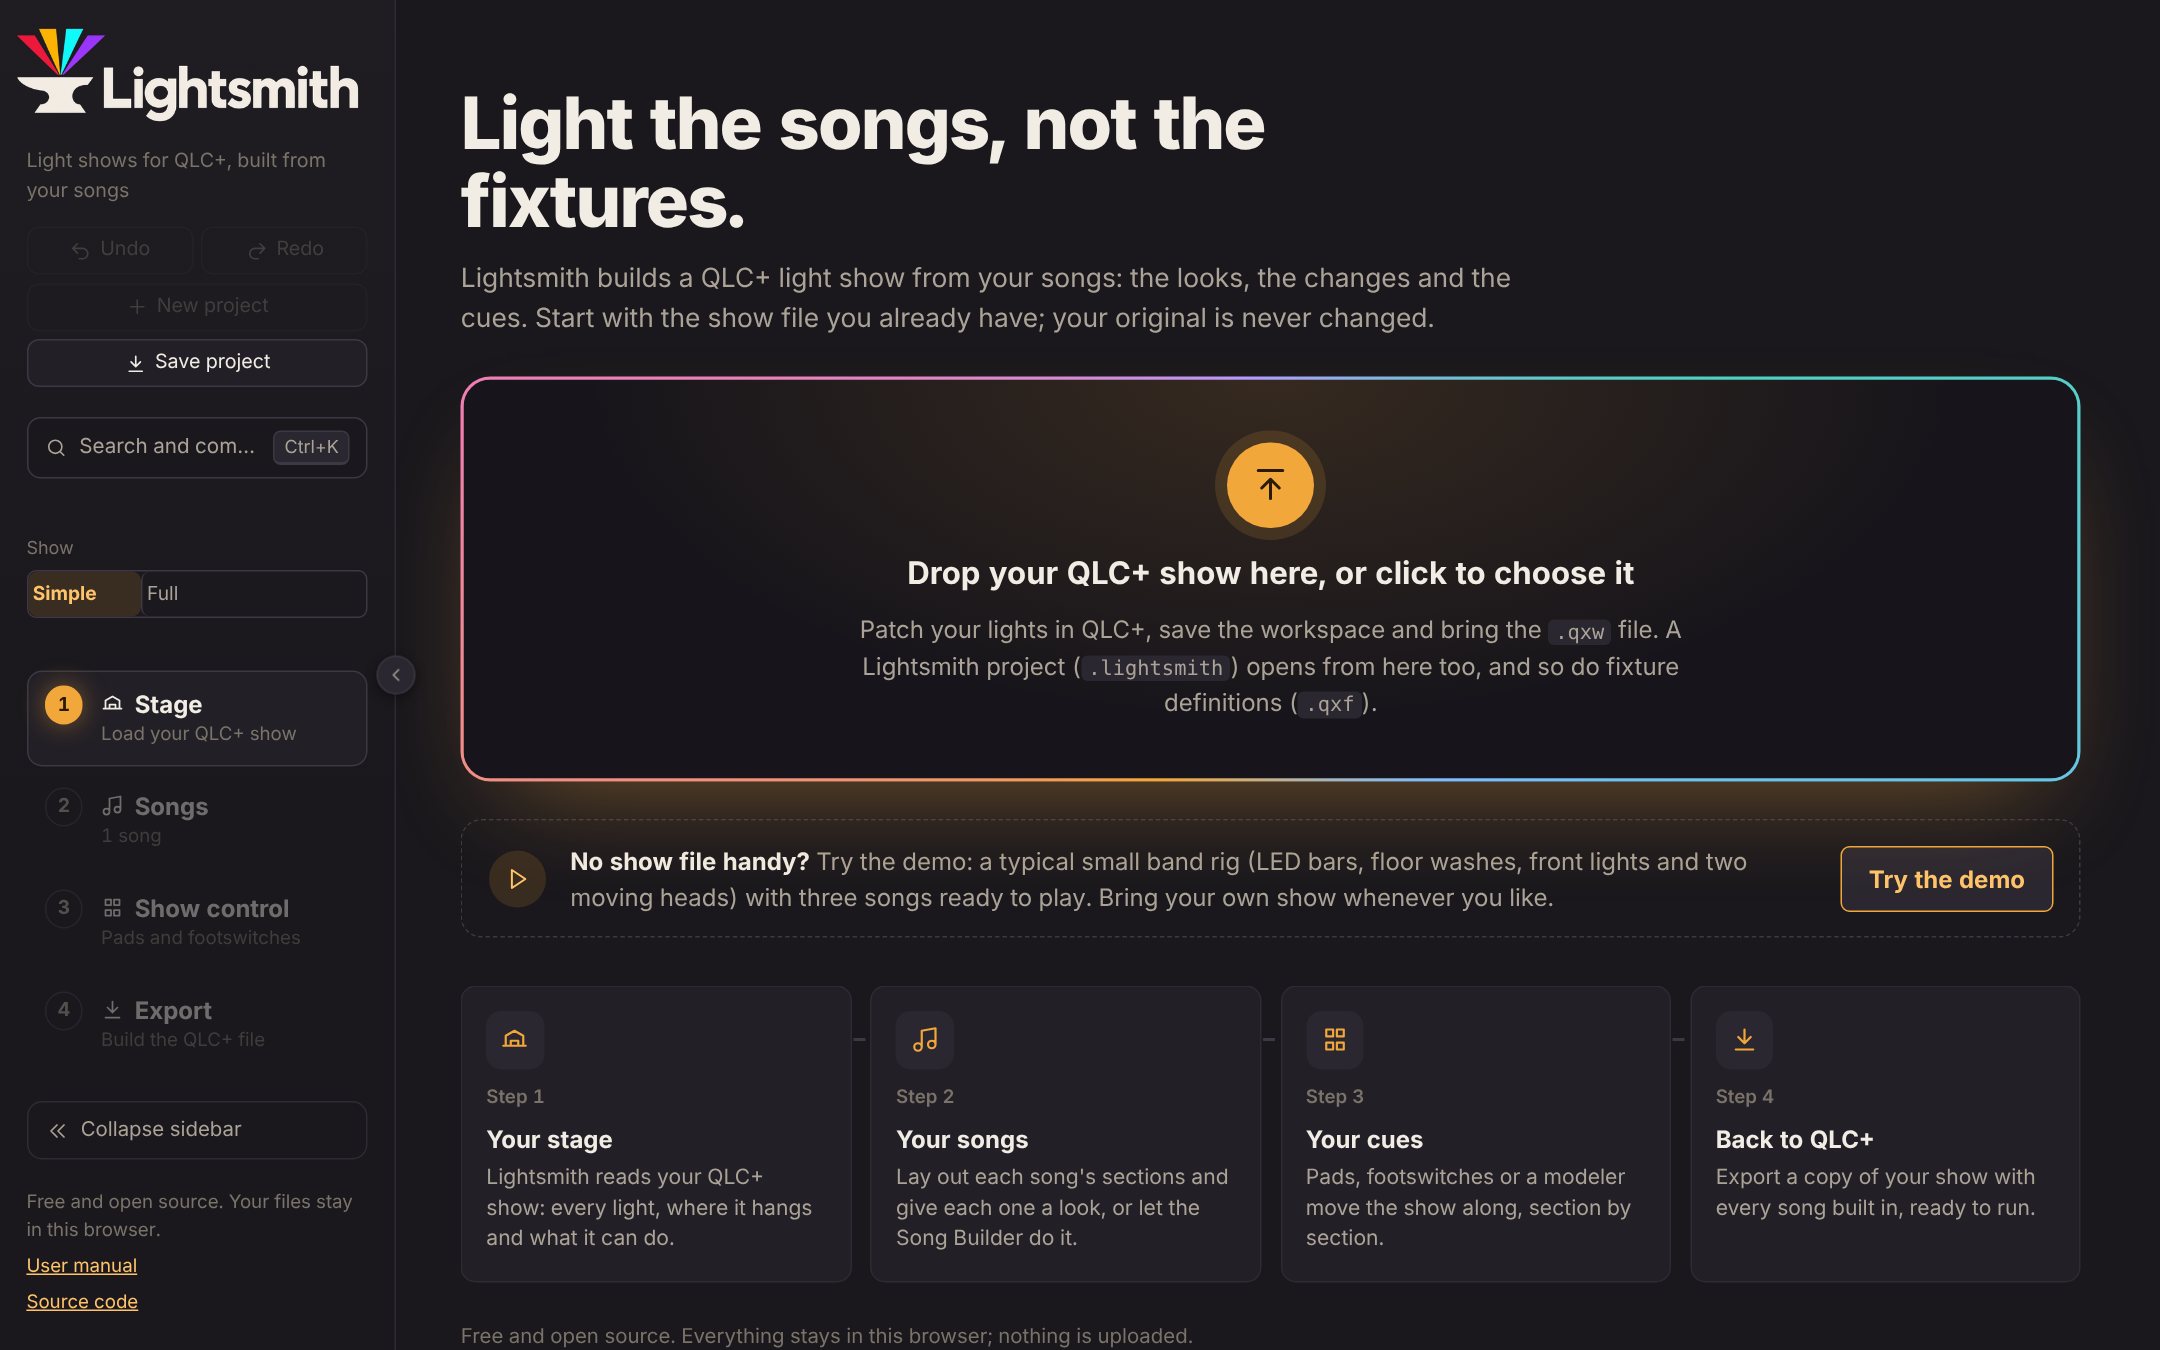 Lightsmith
Light shows for QLC+, built from
your songs
Undo
Redo
New project
Save project
Search and com...
Ctrl+K
Show
Simple
Full
1
Stage
Load your QLC+ show
2
Songs
1 song
3
Show control
Pads and footswitches
4
Export
Build the QLC+ file
Collapse sidebar
Free and open source. Your files stay
in this browser.
User manual
Source code
Light the songs, not the
fixtures.
Lightsmith builds a QLC+ light show from your songs: the looks, the changes and the
cues. Start with the show file you already have; your original is never changed.
Drop your QLC+ show here, or click to choose it
Patch your lights in QLC+, save the workspace and bring the .qxw file. A
Lightsmith project (.lightsmith) opens from here too, and so do fixture
definitions (.qxf).
No show file handy? Try the demo: a typical small band rig (LED bars, floor washes, front lights and two
moving heads) with three songs ready to play. Bring your own show whenever you like.
Try the demo
Step 1
Your stage
Lightsmith reads your QLC+
show: every light, where it hangs
and what it can do.
Step 2
Your songs
Lay out each song's sections and
give each one a look, or let the
Song Builder do it.
Step 3
Your cues
Pads, footswitches or a modeler
move the show along, section by
section.
Step 4
Back to QLC+
Export a copy of your show with
every song built in, ready to run.
Free and open source. Everything stays in this browser; nothing is uploaded.